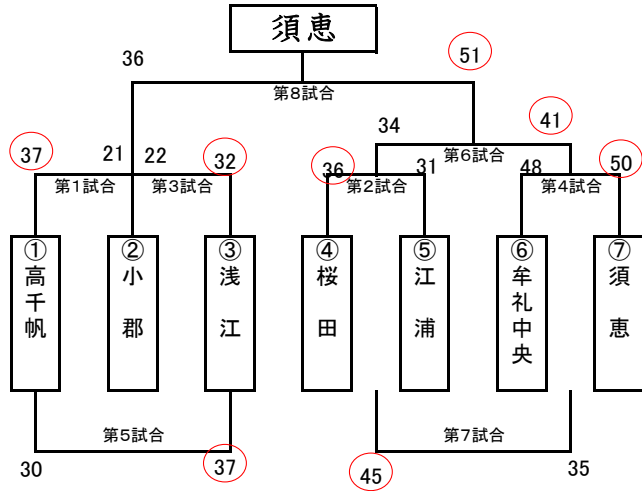 須恵
36
51
第8試合
34
41
第6試合
37
21
22
32
36
31
48
50
第1試合
第3試合
第2試合
第4試合
①高千帆
②小郡
③浅江
④桜田
⑤江浦
⑥牟礼中央
⑦須恵
第5試合
第7試合
30
37
45
35